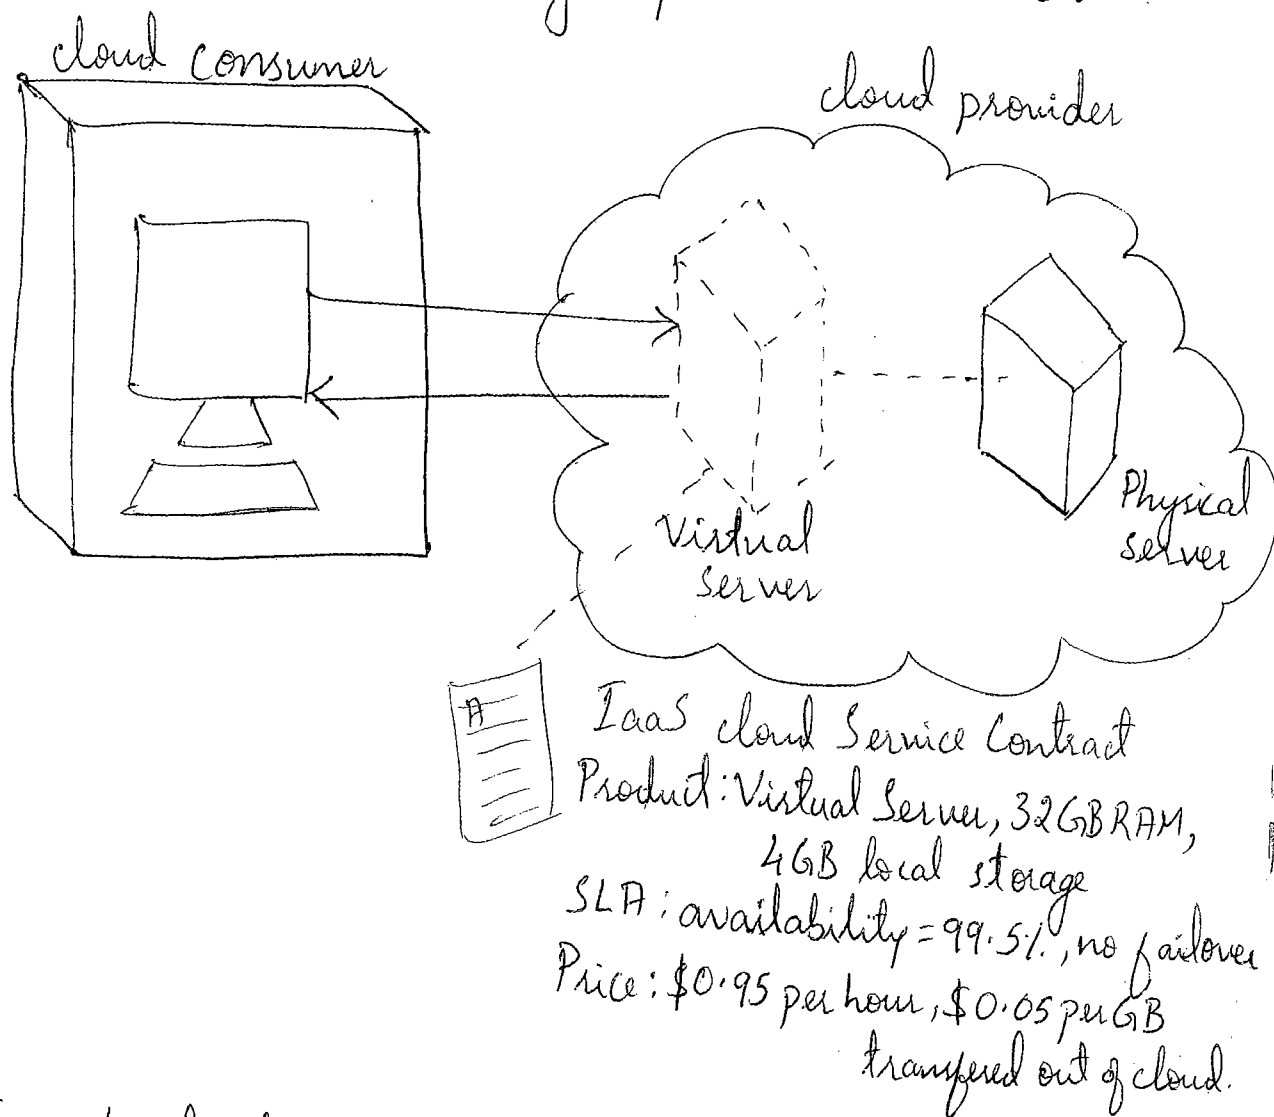 cloud consumer
cloud provider
Virtual
server
Physical
server
A
IaaS cloud Service Contract
Product: Virtual Server, 32GB RAM,
4GB local storage
SLA: availability = 99.5%, no failover
Price: $0.95 per hour, $0.05 per GB
transfered out of cloud.